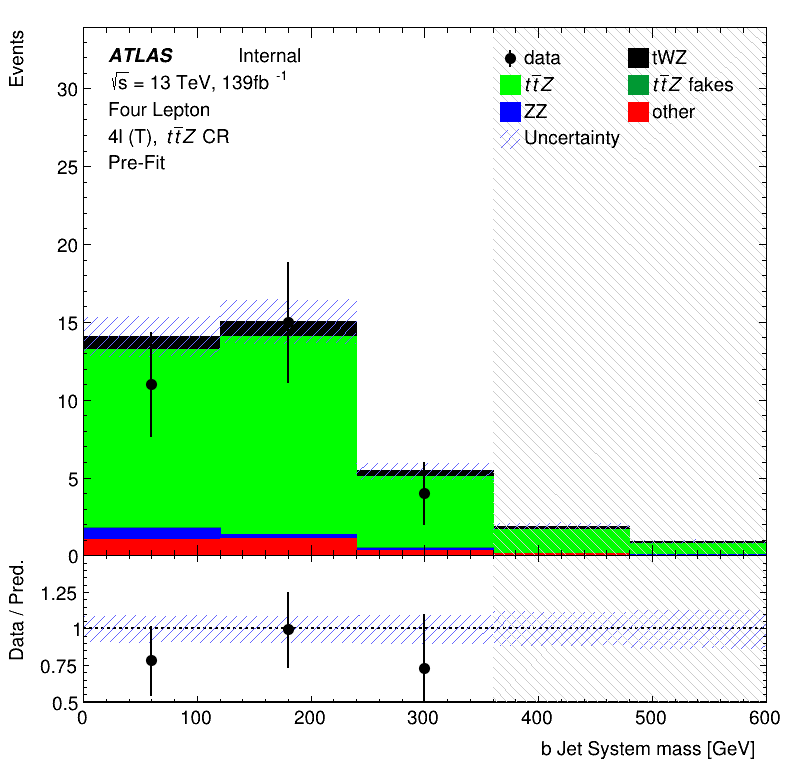 Events
ATLAS Internal
√s = 13 TeV, 139fb⁻¹
Four Lepton
4l (T), tt̅Z CR
Pre-Fit
data
tWZ
tt̅Z
tt̅Z fakes
ZZ
other
Uncertainty
30
25
20
15
10
5
0
Data / Pred.
1.25
1
0.75
0.5
0 100 200 300 400 500 600
b Jet System mass [GeV]